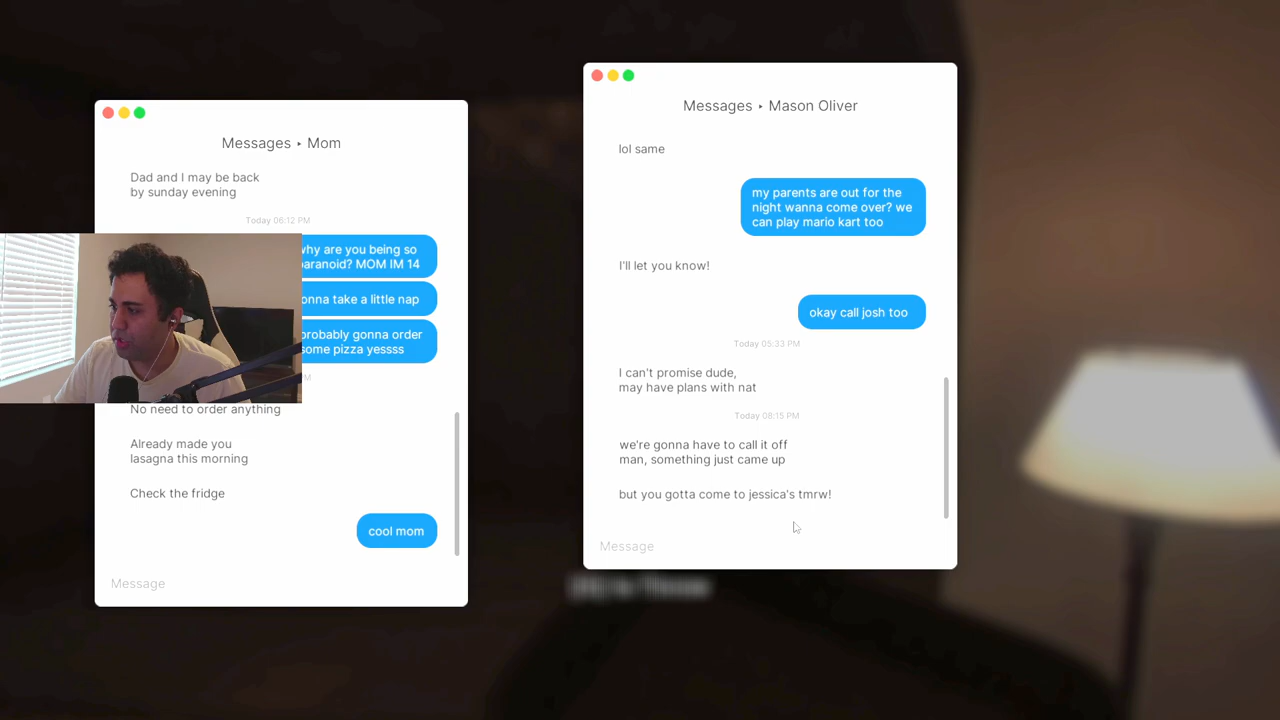 Messages ▸ Mom
Dad and I may be back
by sunday evening
Today 06:12 PM
why are you being so
paranoid? MOM IM 14
gonna take a little nap
probably gonna order
some pizza yessss
No need to order anything
Already made you
lasagna this morning
Check the fridge
cool mom
Message
Messages ▸ Mason Oliver
lol same
my parents are out for the
night wanna come over? we
can play mario kart too
I'll let you know!
okay call josh too
Today 05:33 PM
I can't promise dude,
may have plans with nat
Today 08:15 PM
we're gonna have to call it off
man, something just came up
but you gotta come to jessica's tmrw!
Message